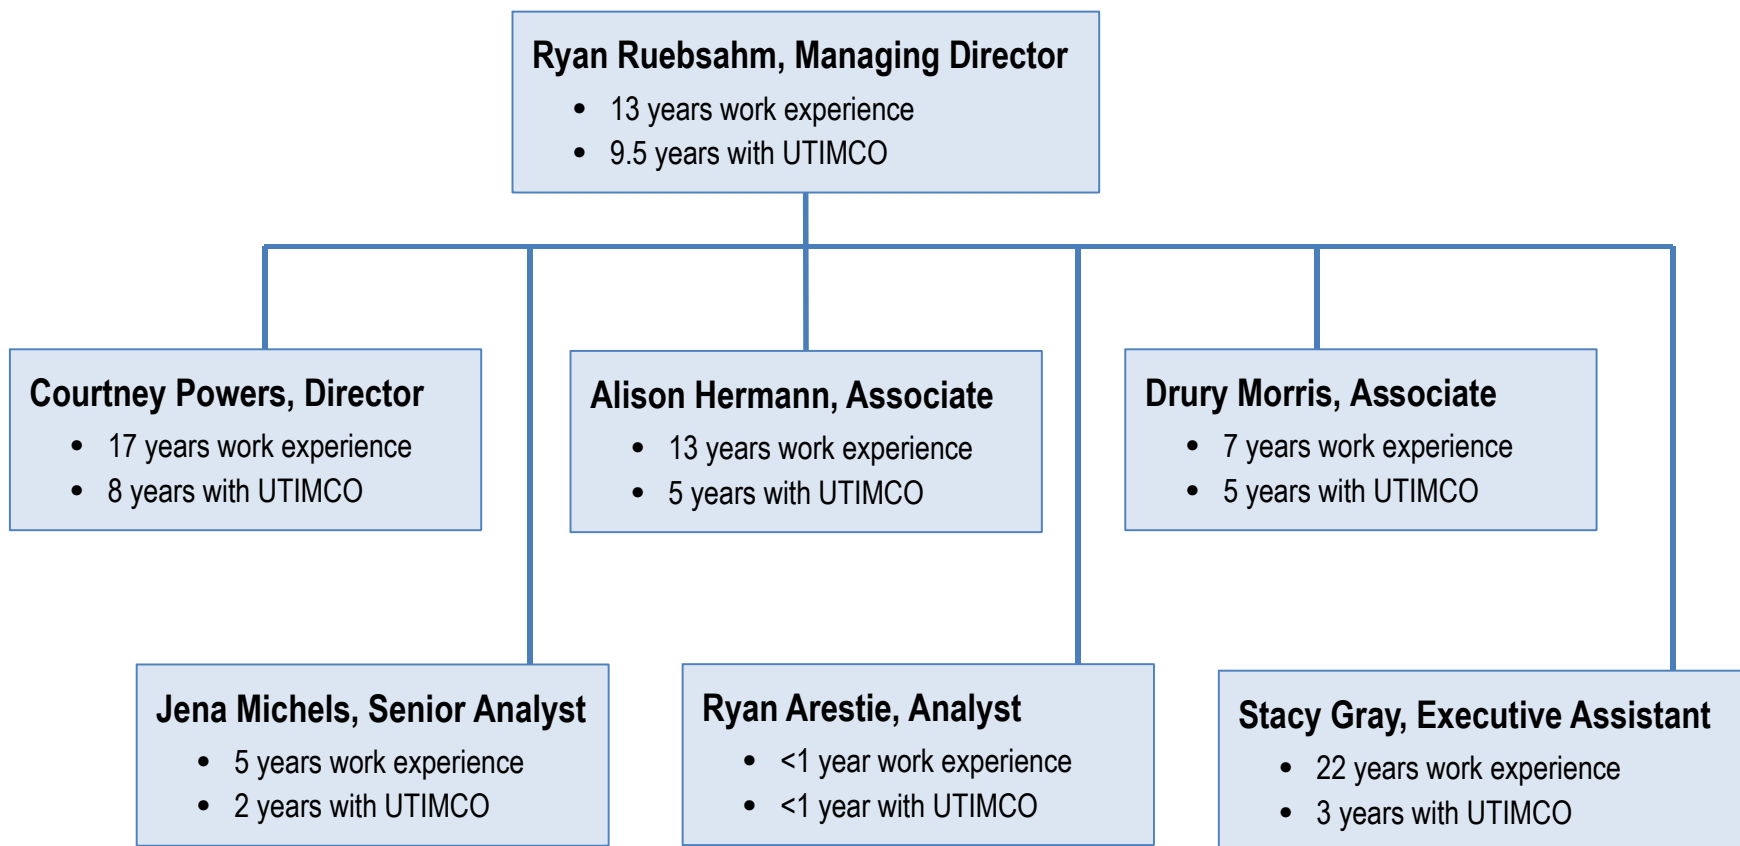 Ryan Ruebsahm, Managing Director
• 13 years work experience
• 9.5 years with UTIMCO
Courtney Powers, Director
• 17 years work experience
• 8 years with UTIMCO
Alison Hermann, Associate
• 13 years work experience
• 5 years with UTIMCO
Drury Morris, Associate
• 7 years work experience
• 5 years with UTIMCO
Jena Michels, Senior Analyst
• 5 years work experience
• 2 years with UTIMCO
Ryan Arestie, Analyst
• <1 year work experience
• <1 year with UTIMCO
Stacy Gray, Executive Assistant
• 22 years work experience
• 3 years with UTIMCO